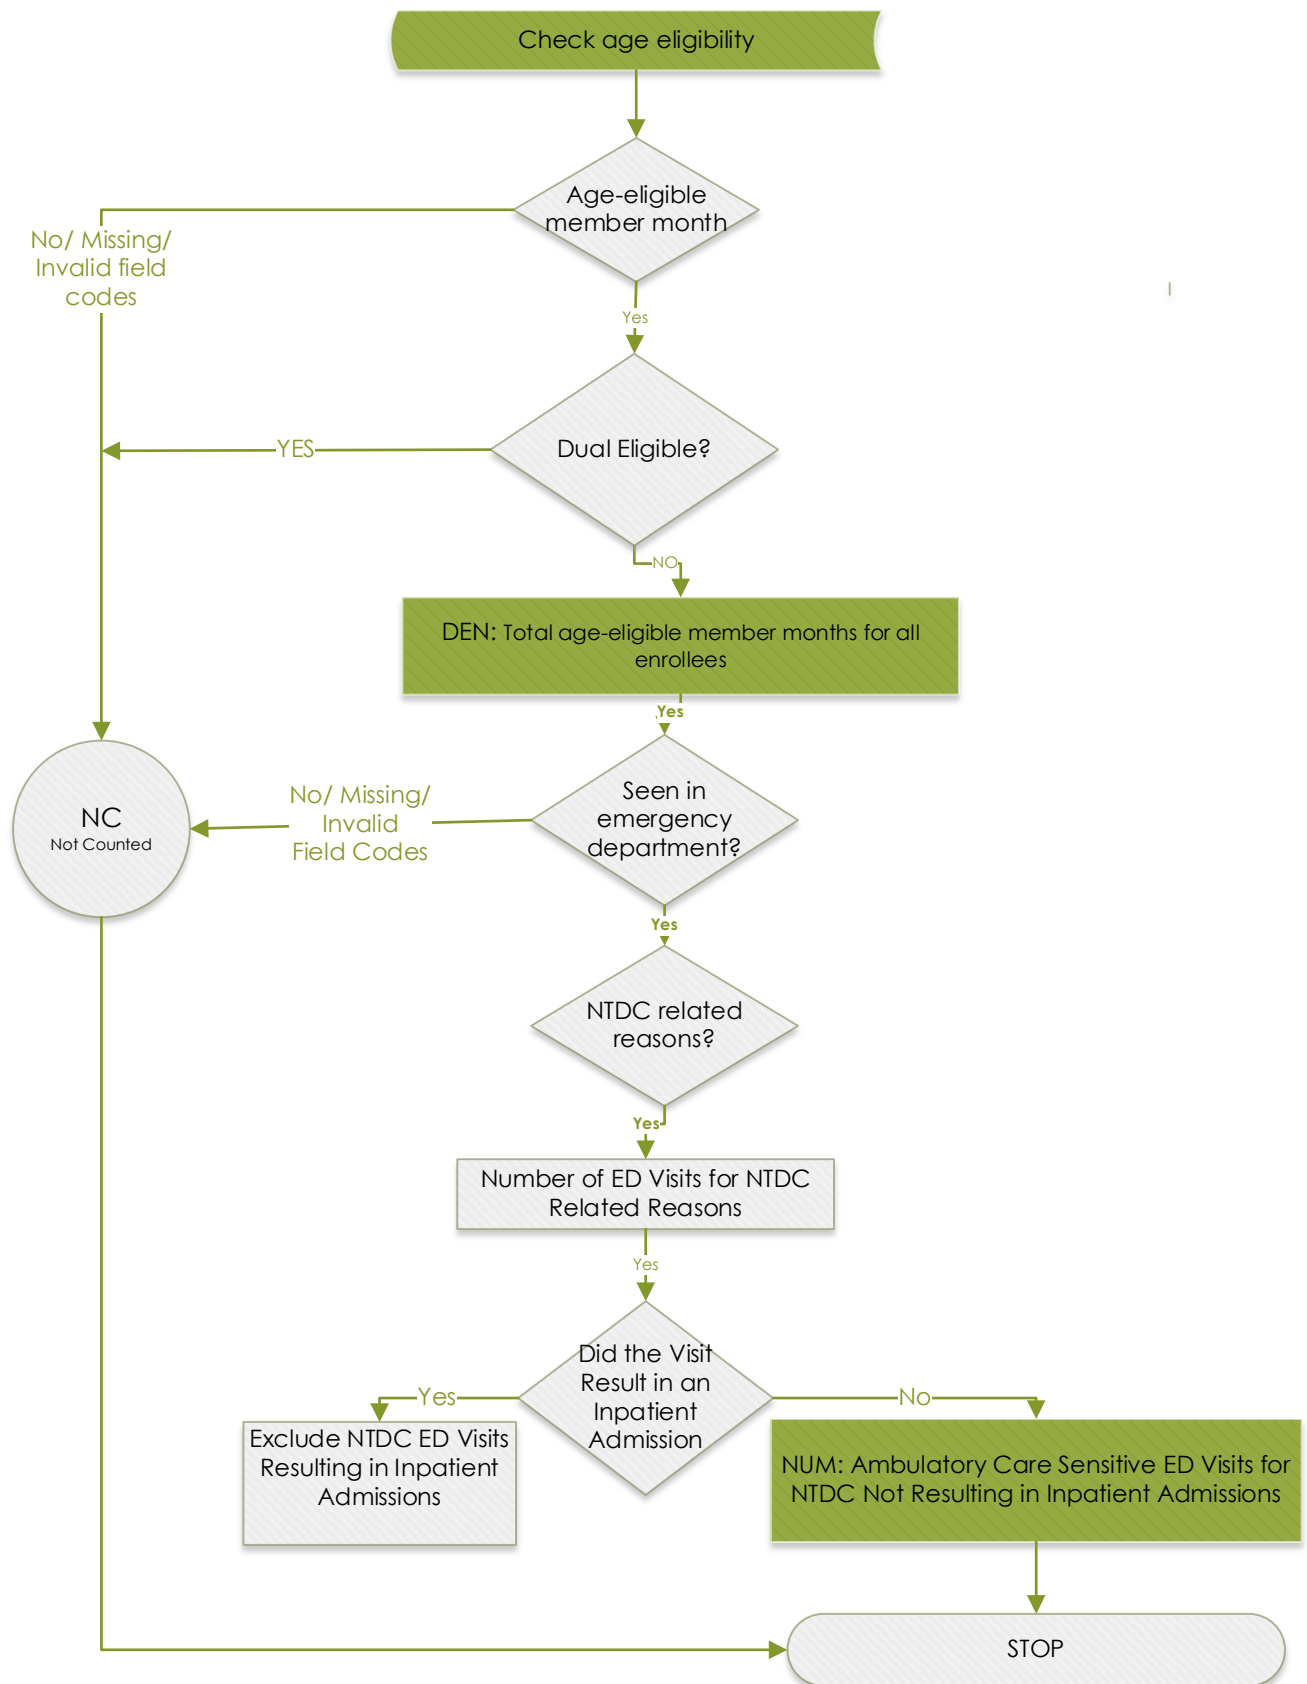 Check age eligibility
Age-eligible
member month
No/ Missing/
Invalid field
codes
Yes
Dual Eligible?
YES
NO
DEN: Total age-eligible member months for all
enrollees
Yes
Seen in
emergency
department?
No/ Missing/
Invalid
Field Codes
NC
Not Counted
Yes
NTDC related
reasons?
Yes
Number of ED Visits for NTDC
Related Reasons
Yes
Did the Visit
Result in an
Inpatient
Admission
Yes
No
Exclude NTDC ED Visits
Resulting in Inpatient
Admissions
NUM: Ambulatory Care Sensitive ED Visits for
NTDC Not Resulting in Inpatient Admissions
STOP